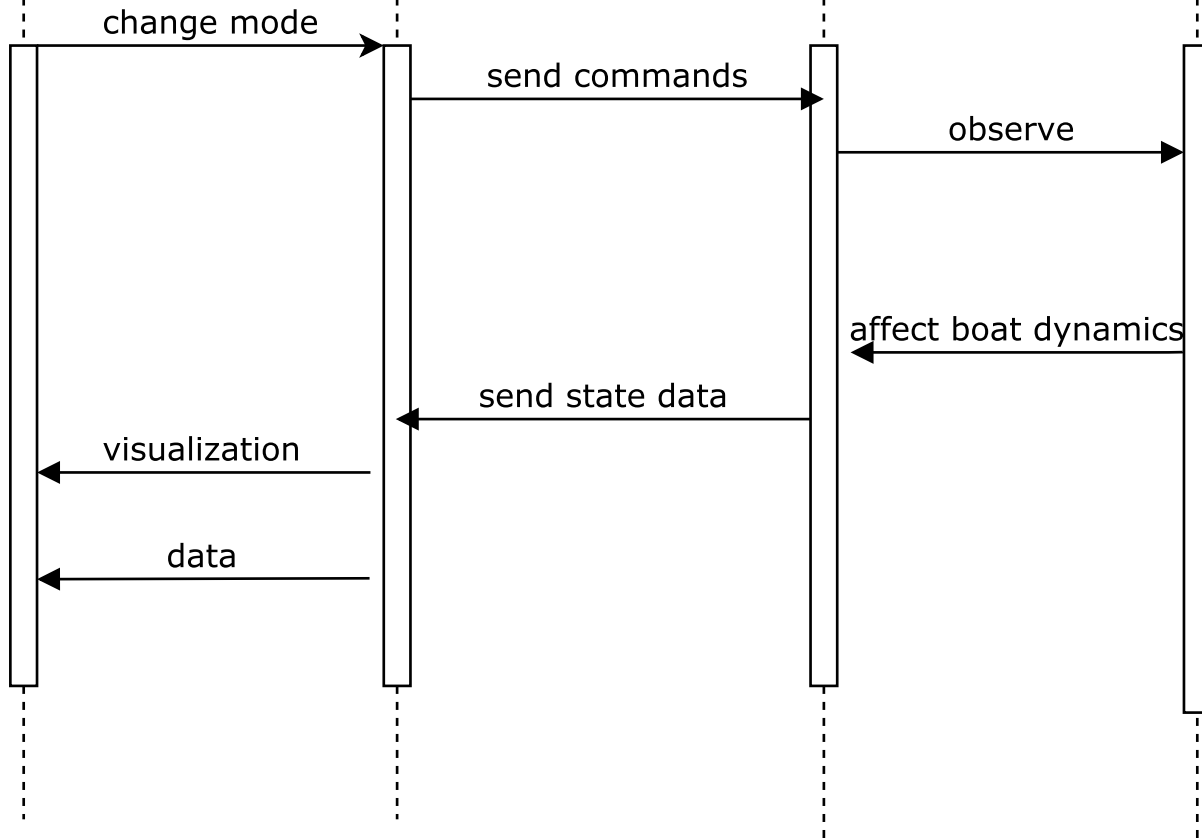 change mode
send commands
observe
affect boat dynamics
send state data
visualization
data